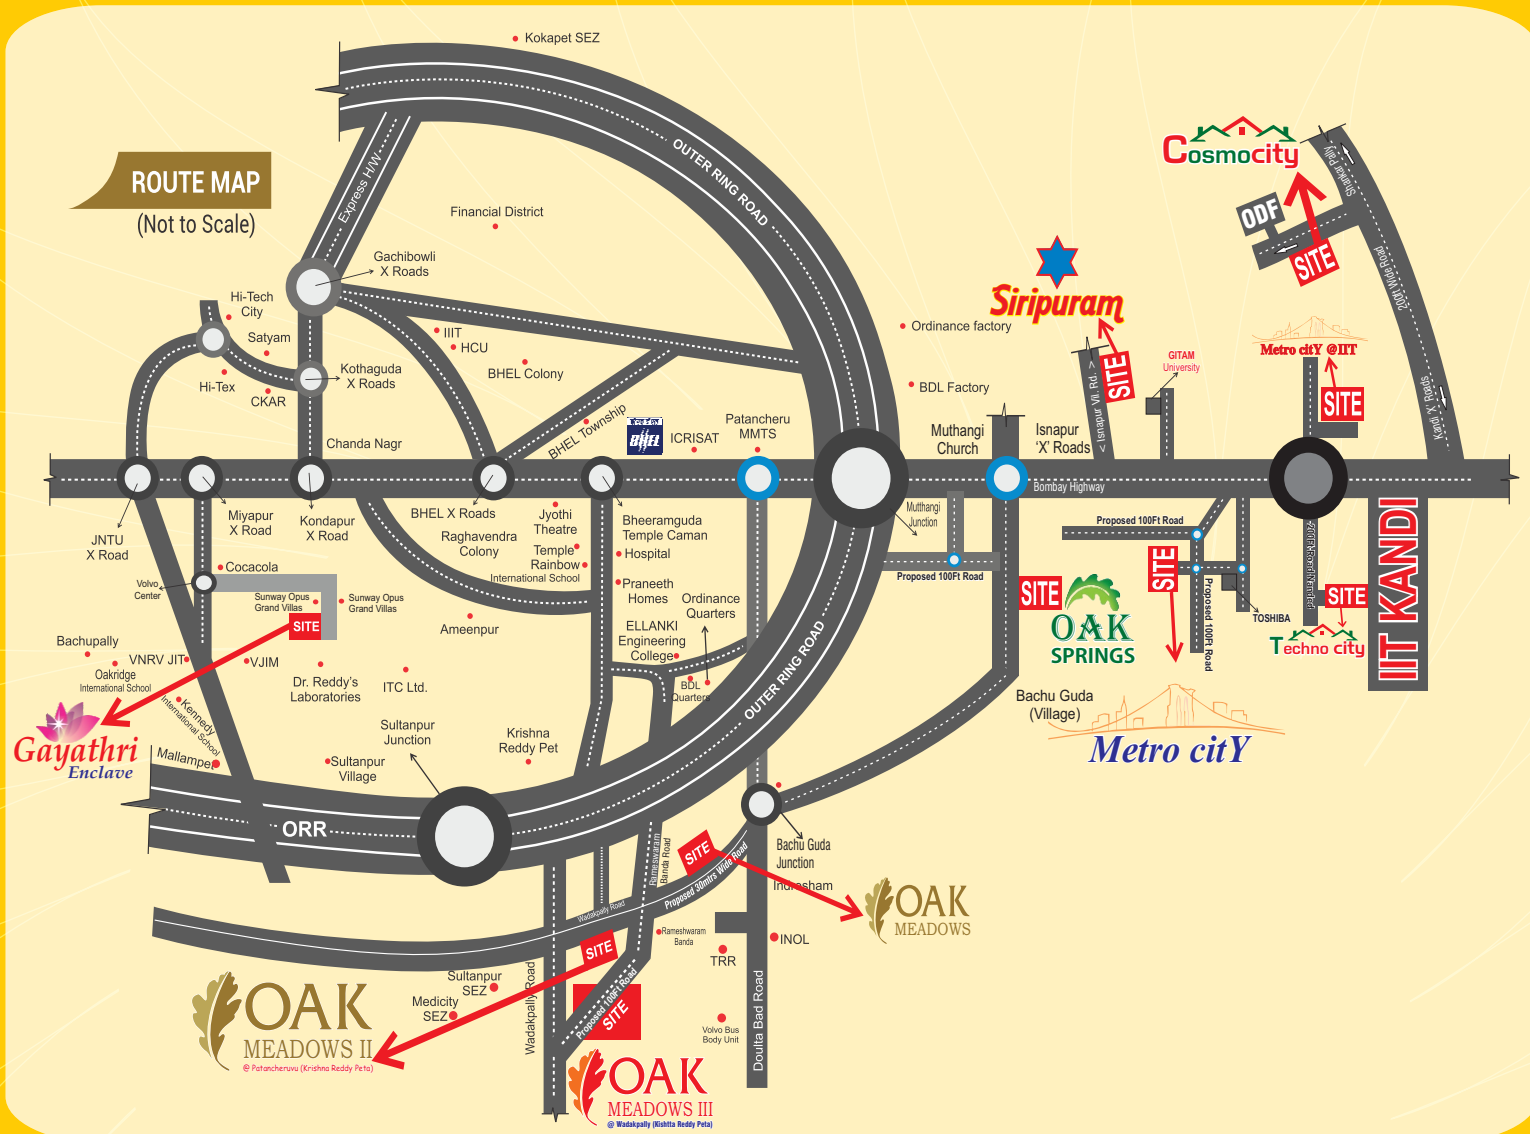 Kokapet SEZ
OUTER RING ROAD
ROUTE MAP
(Not to Scale)
Express H/W
Financial District
Gachibowli
X Roads
Hi-Tech
City
Satyam
Hi-Tex
CKAR
Kothaguda
X Roads
IIIT
HCU
BHEL Colony
BHEL Township
BHEL
ICRISAT
Patancheru
MMTS
Chanda Nagr
Cosmocity
ODF
SITE
Shankar Pally
200ft Wide Road
Kandi 'X' Roads
Siripuram
SITE
< Isnapur Vill. Rd. >
Ordinance factory
BDL Factory
GITAM
University
Metro citY @IIT
SITE
Muthangi
Church
Isnapur
‘X’ Roads
Bombay Highway
JNTU
X Road
Miyapur
X Road
Kondapur
X Road
BHEL X Roads
Raghavendra
Colony
Jyothi
Theatre
Temple
Rainbow
International School
Bheeramguda
Temple Caman
Hospital
Praneeth
Homes
Ordinance
Quarters
ELLANKI
Engineering
College
BDL
Quarters
Mutthangi
Junction
Proposed 100Ft Road
Proposed 100Ft Road
SITE
Proposed 100Ft Road
TOSHIBA
SITE
Techno city
IIT KANDI
SITE
OAK
SPRINGS
Bachu Guda
(Village)
Metro citY
Volvo
Center
Cocacola
Sunway Opus
Grand Villas
Sunway Opus
Grand Villas
SITE
Ameenpur
Bachupally
Oakridge
International School
VNRV JIT
VJIM
Dr. Reddy’s
Laboratories
ITC Ltd.
Kennedy
International School
Mallampet
Gayathri
Enclave
Sultanpur
Junction
Sultanpur
Village
Krishna
Reddy Pet
OUTER RING ROAD
ORR
Rameswaram
Banda Road
SITE
Proposed 30mtrs Wide Road
Bachu Guda
Junction
Indresham
OAK
MEADOWS
Wadakpally Road
Rameshwaram
Banda
SITE
TRR
INOL
Sultanpur
SEZ
Medicity
SEZ
Wadakpally Road
Proposed 100Ft Road
SITE
Volvo Bus
Body Unit
Doulta Bad Road
OAK
MEADOWS II
@ Patancheruvu (Krishna Reddy Peta)
OAK
MEADOWS III
@ Wadakpally (Kishtta Reddy Peta)